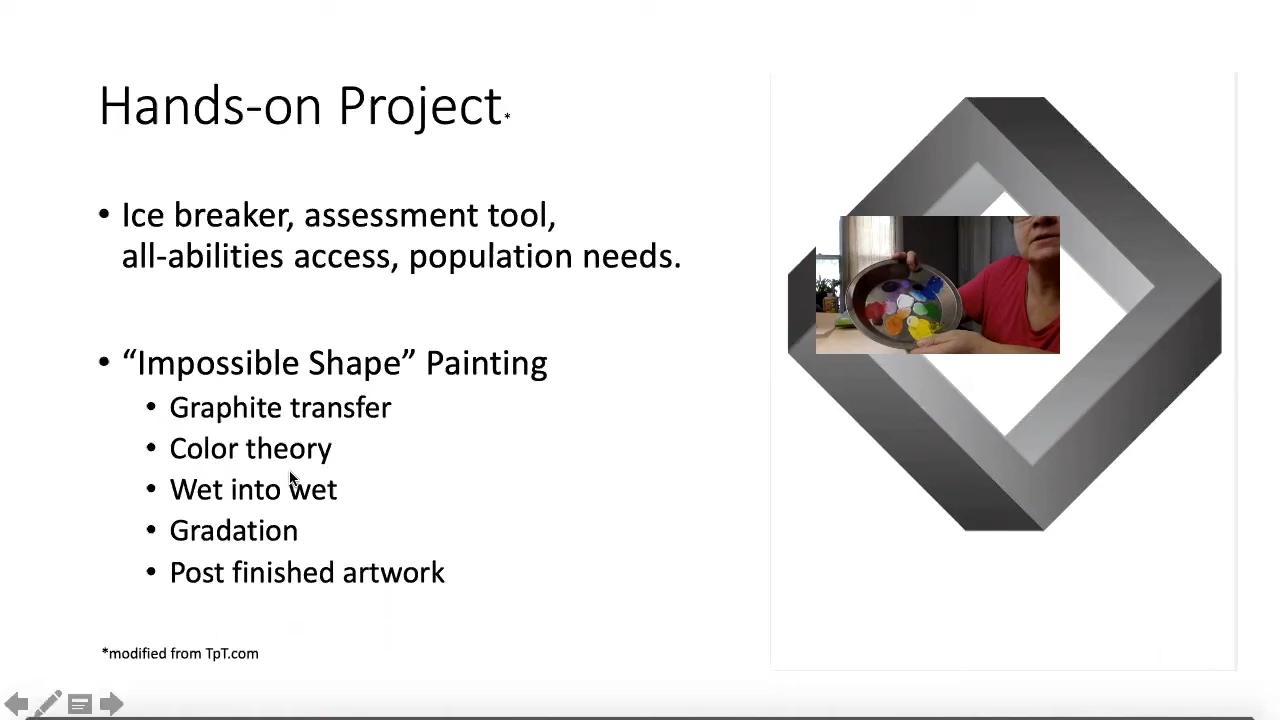 Hands-on Project*
• Ice breaker, assessment tool,
all-abilities access, population needs.
• “Impossible Shape” Painting
• Graphite transfer
• Color theory
• Wet into wet
• Gradation
• Post finished artwork
*modified from TpT.com